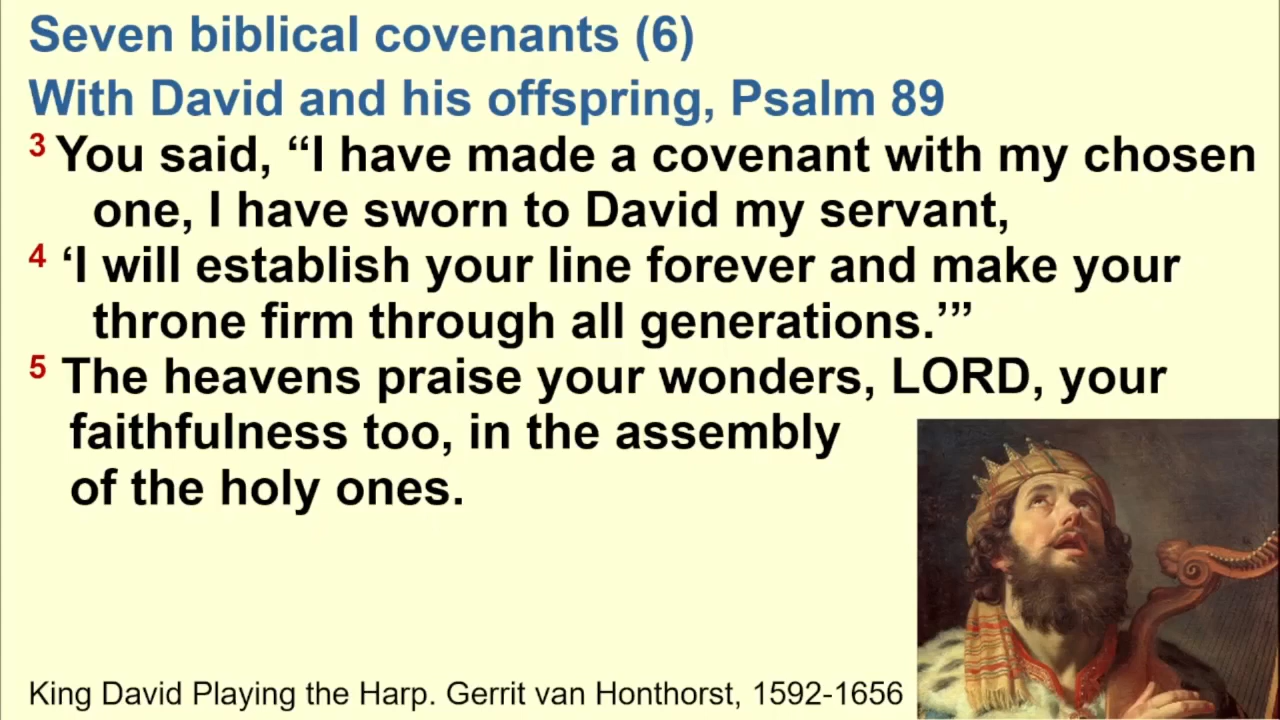 Seven biblical covenants (6)
With David and his offspring, Psalm 89
3 You said, “I have made a covenant with my chosen
one, I have sworn to David my servant,
4 ‘I will establish your line forever and make your
throne firm through all generations.’”
5 The heavens praise your wonders, LORD, your
faithfulness too, in the assembly
of the holy ones.
King David Playing the Harp. Gerrit van Honthorst, 1592-1656